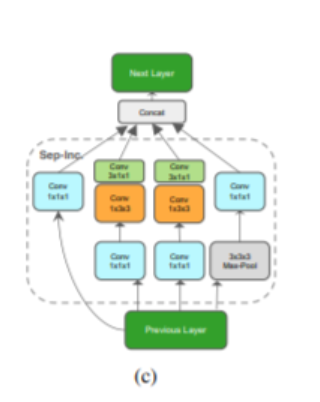 Next Layer
Concat
Sep-Inc.
Conv
1x1x1
Conv
3x1x1
Conv
1x3x3
Conv
3x1x1
Conv
1x3x3
Conv
1x1x1
Conv
1x1x1
Conv
1x1x1
3x3x3
Max-Pool
Previous Layer
(c)